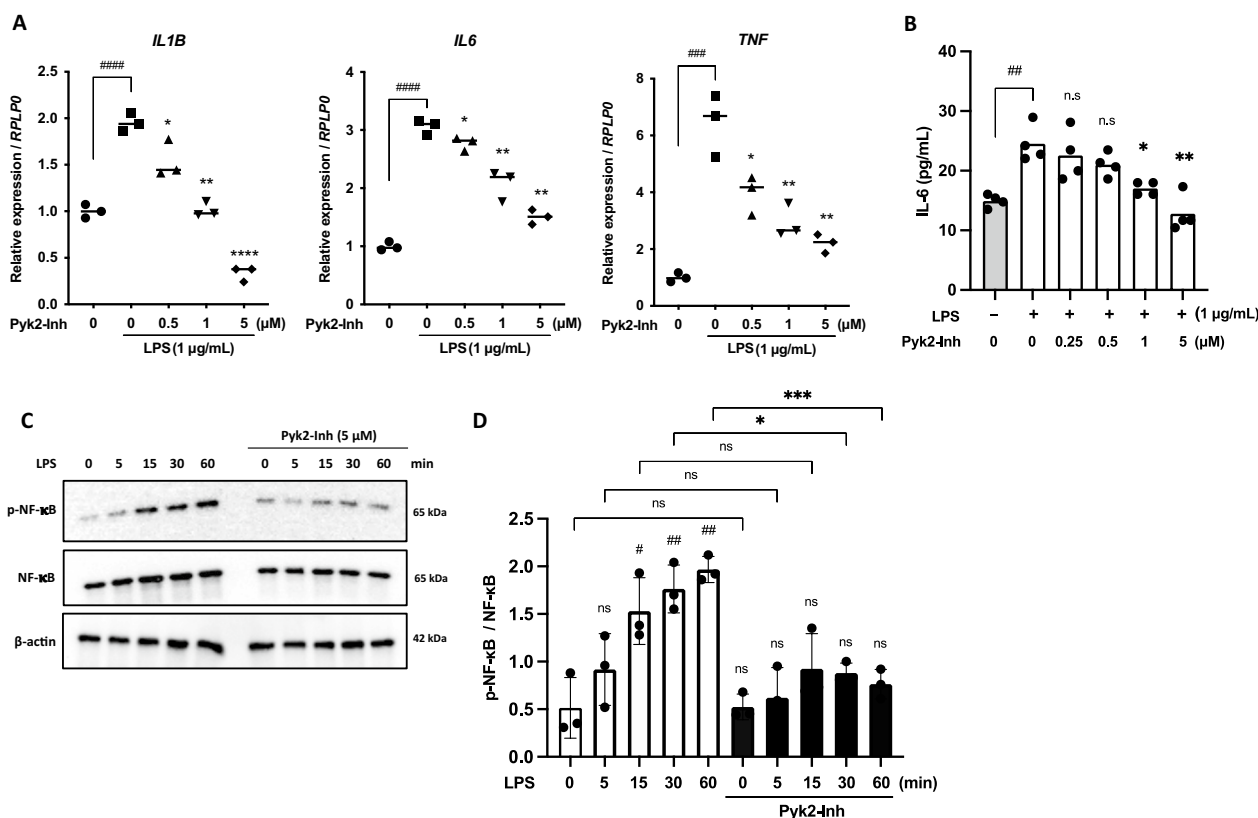 A
IL1B
Relative expression / RPLP0
2.5
2.0
1.5
1.0
0.5
0.0
####
*
**
****
Pyk2-Inh 0 0 0.5 1 5 (μM)
LPS (1 μg/mL)
IL6
Relative expression / RPLP0
4
3
2
1
0
####
*
**
**
Pyk2-Inh 0 0 0.5 1 5 (μM)
LPS (1 μg/mL)
TNF
Relative expression / RPLP0
8
6
4
2
0
###
*
**
**
Pyk2-Inh 0 0 0.5 1 5 (μM)
LPS (1 μg/mL)
B
IL-6 (pg/mL)
40
30
20
10
0
##
n.s
n.s
*
**
LPS – + + + + + (1 μg/mL)
Pyk2-Inh 0 0 0.25 0.5 1 5 (μM)
C
Pyk2-Inh (5 μM)
LPS 0 5 15 30 60 0 5 15 30 60 min
p-NF-κB 65 kDa
NF-κB 65 kDa
β-actin 42 kDa
D
***
*
ns
ns
ns
p-NF-κB / NF-κB
2.5
2.0
1.5
1.0
0.5
0.0
ns # ## ## ns ns ns ns ns
LPS 0 5 15 30 60 0 5 15 30 60 (min)
Pyk2-Inh